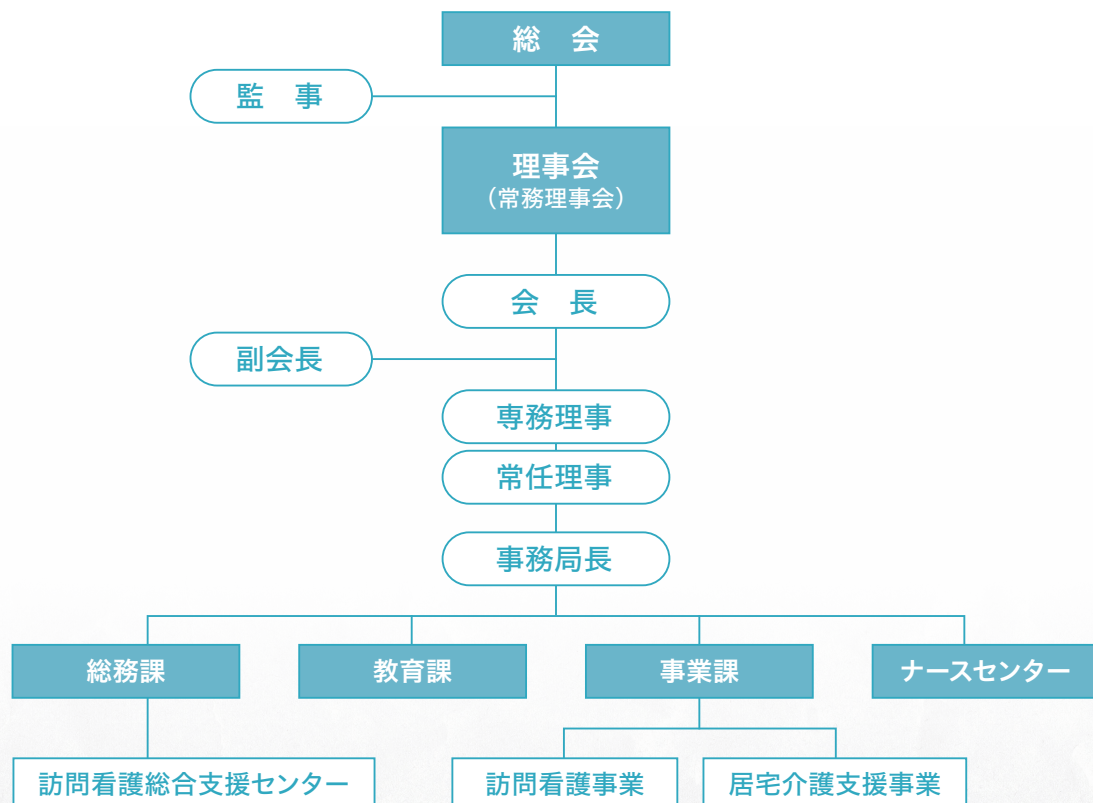 総　会
監　事
理事会
（常務理事会）
会　長
副会長
専務理事
常任理事
事務局長
総務課
教育課
事業課
ナースセンター
訪問看護総合支援センター
訪問看護事業
居宅介護支援事業